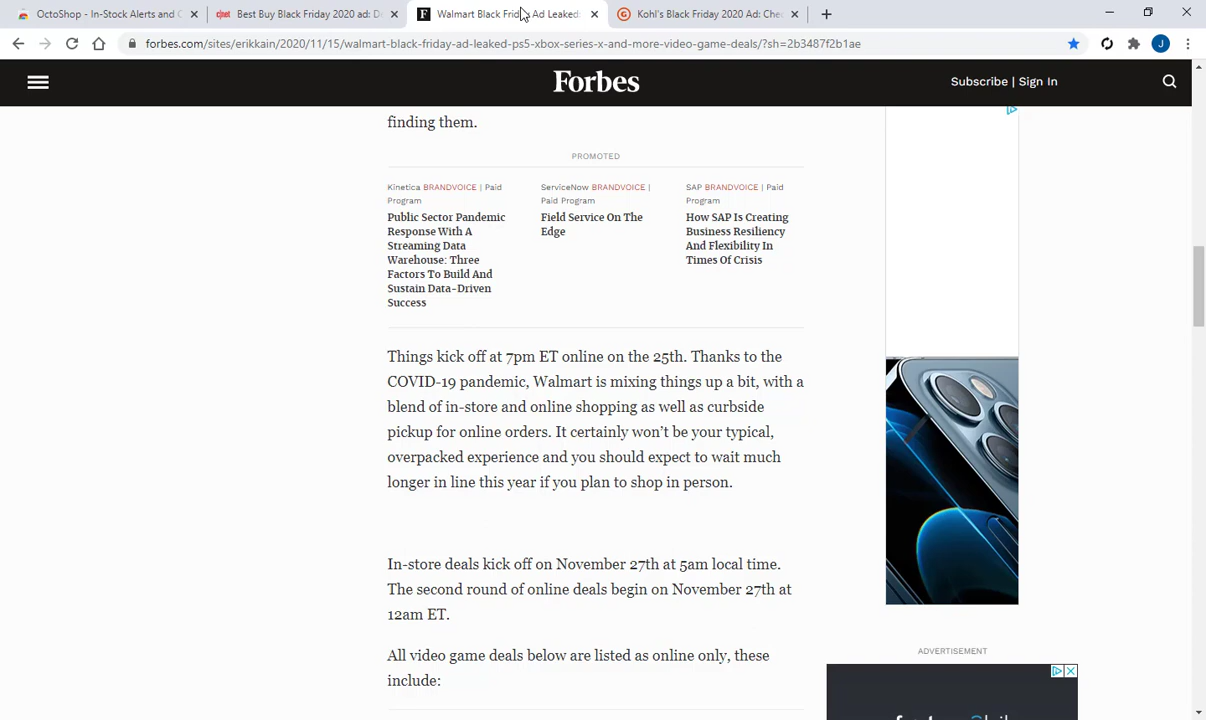 OctoShop - In-Stock Alerts and C
c|net Best Buy Black Friday 2020 ad:
F Walmart Black Friday Ad Leaked:
G Kohl's Black Friday 2020 Ad: Chec
forbes.com/sites/erikkain/2020/11/15/walmart-black-friday-ad-leaked-ps5-xbox-series-x-and-more-video-game-deals/?sh=2b3487f2b1ae
J
Forbes
Subscribe | Sign In
finding them.
PROMOTED
Kinetica BRANDVOICE | Paid
Program
Public Sector Pandemic
Response With A
Streaming Data
Warehouse: Three
Factors To Build And
Sustain Data-Driven
Success
ServiceNow BRANDVOICE |
Paid Program
Field Service On The
Edge
SAP BRANDVOICE | Paid
Program
How SAP Is Creating
Business Resiliency
And Flexibility In
Times Of Crisis
Things kick off at 7pm ET online on the 25th. Thanks to the
COVID-19 pandemic, Walmart is mixing things up a bit, with a
blend of in-store and online shopping as well as curbside
pickup for online orders. It certainly won't be your typical,
overpacked experience and you should expect to wait much
longer in line this year if you plan to shop in person.
In-store deals kick off on November 27th at 5am local time.
The second round of online deals begin on November 27th at
12am ET.
All video game deals below are listed as online only, these
include:
ADVERTISEMENT